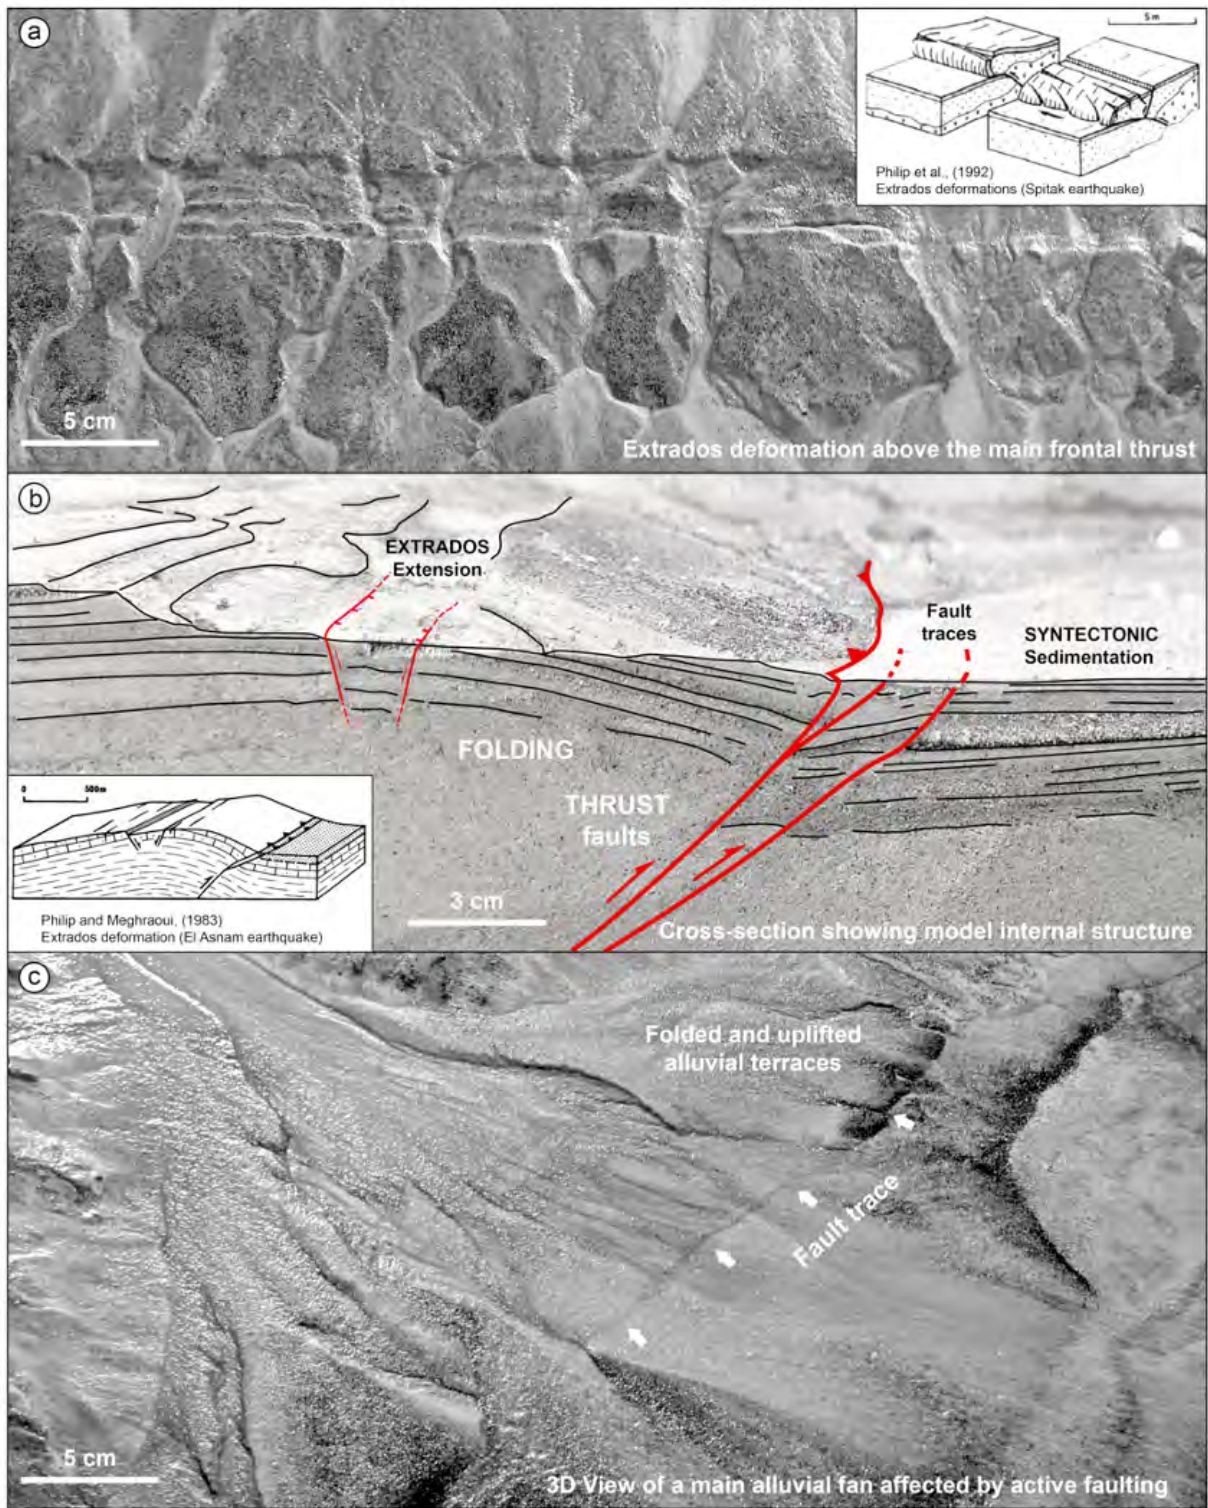 a
5 m
Philip et al., (1992)
Extrados deformations (Spitak earthquake)
5 cm
Extrados deformation above the main frontal thrust
b
EXTRADOS
Extension
Fault
traces
SYNTECTONIC
Sedimentation
FOLDING
THRUST
faults
0 500m
Philip and Meghraoui, (1983)
Extrados deformation (El Asnam earthquake)
3 cm
Cross-section showing model internal structure
c
Folded and uplifted
alluvial terraces
Fault trace
5 cm
3D View of a main alluvial fan affected by active faulting